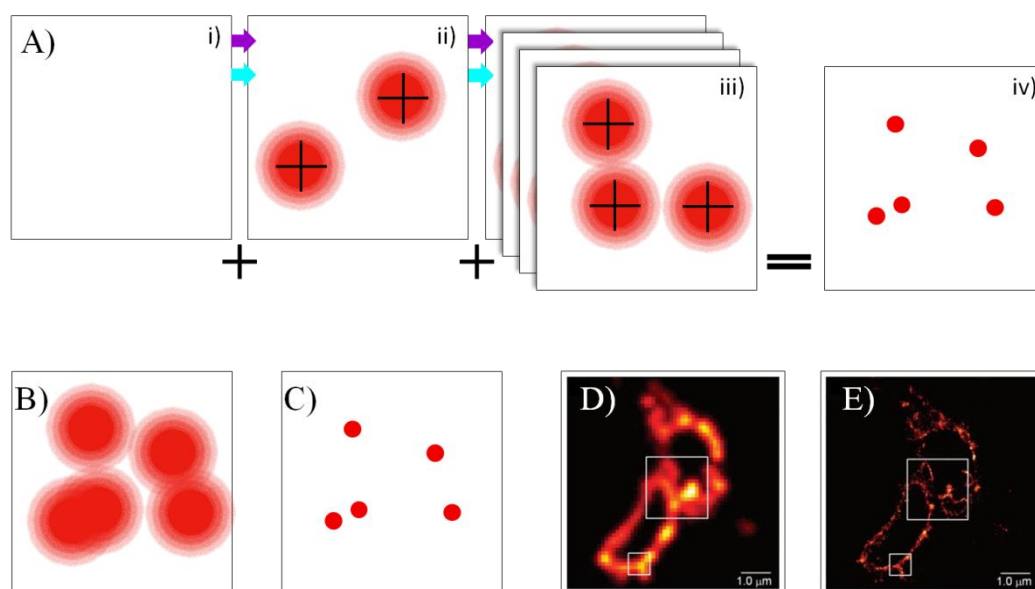 A)
i)
ii)
iii)
iv)
+
+
=
B)
C)
D)
E)
1.0 μm
1.0 μm